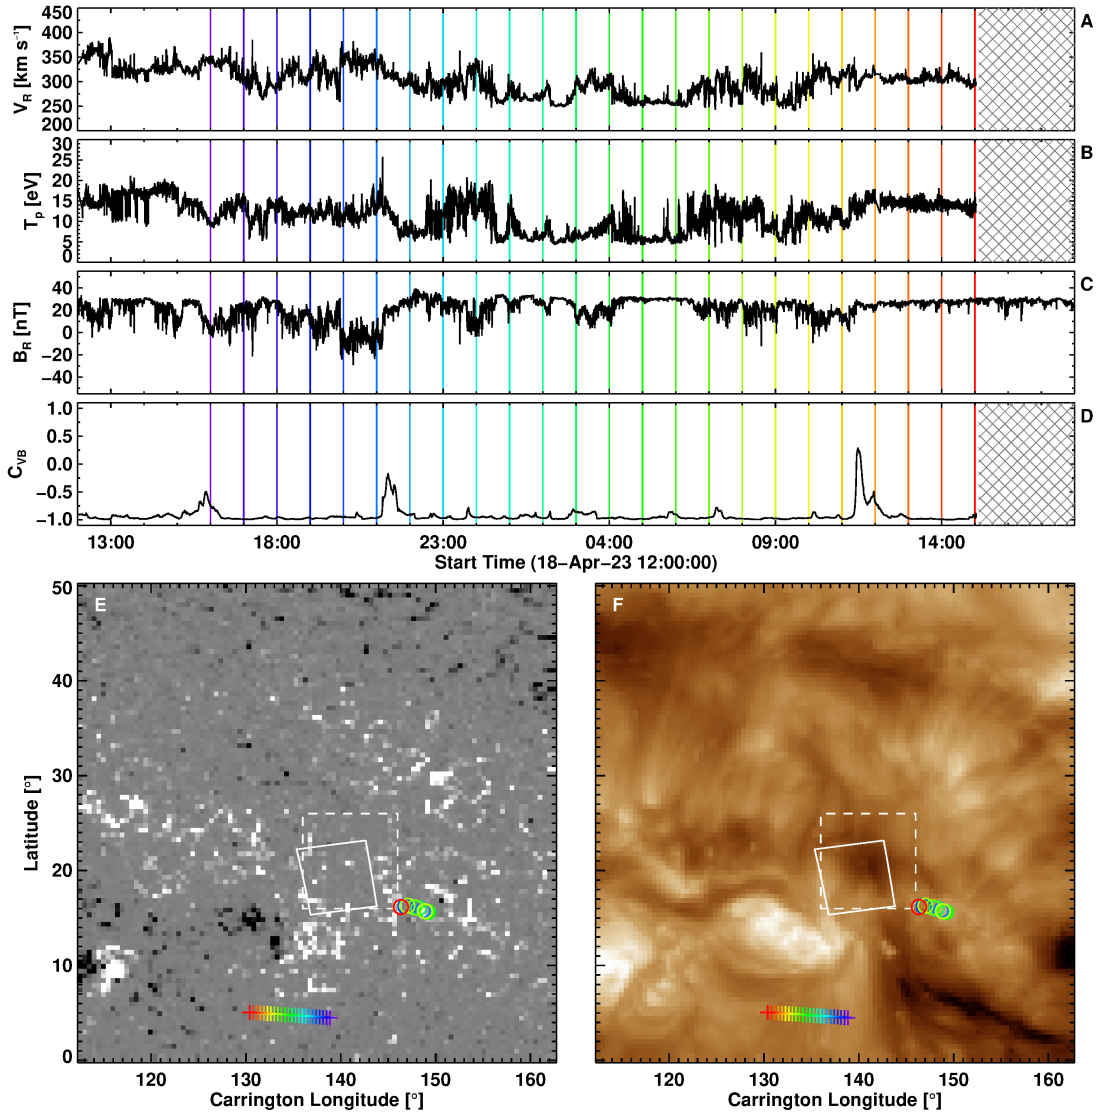 A
V_R [km s⁻¹]
450
400
350
300
250
200
B
T_p [eV]
30
25
20
15
10
5
0
C
B_R [nT]
40
20
0
−20
−40
D
C_VB
1.0
0.5
0.0
−0.5
−1.0
13:00 18:00 23:00 04:00 09:00 14:00
Start Time (18−Apr−23 12:00:00)
E
Latitude [°]
50
40
30
20
10
0
120 130 140 150 160
Carrington Longitude [°]
F
120 130 140 150 160
Carrington Longitude [°]